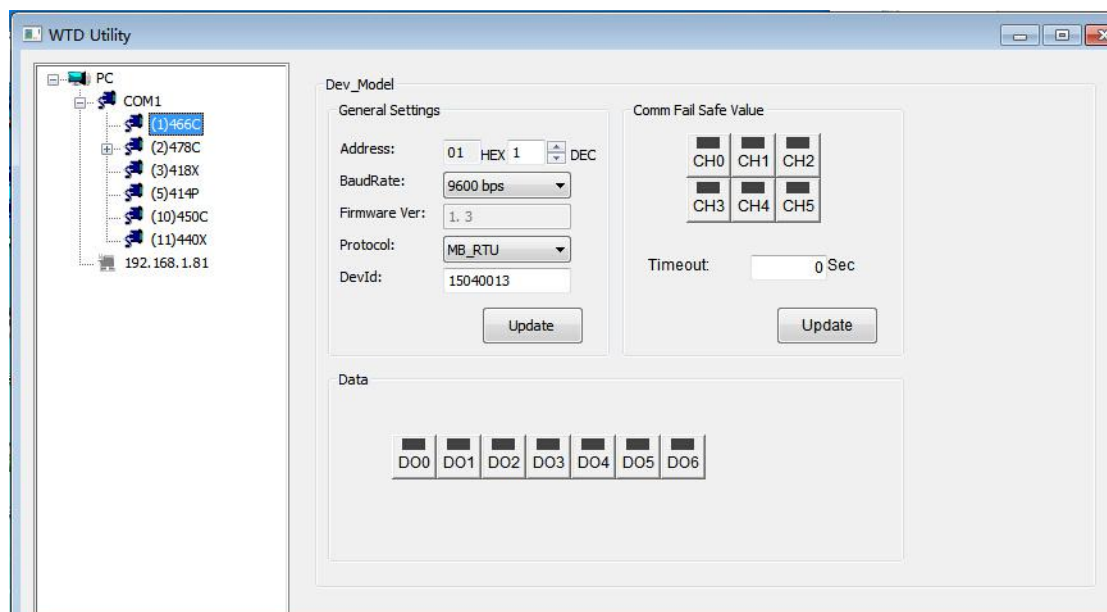 WTD Utility
PC
COM1
(1)466C
(2)478C
(3)418X
(5)414P
(10)450C
(11)440X
192.168.1.81
Dev_Model
General Settings
Address: 01 HEX 1 DEC
BaudRate: 9600 bps
Firmware Ver: 1. 3
Protocol: MB_RTU
DevId: 15040013
Update
Comm Fail Safe Value
CH0 CH1 CH2
CH3 CH4 CH5
Timeout: 0 Sec
Update
Data
DO0 DO1 DO2 DO3 DO4 DO5 DO6